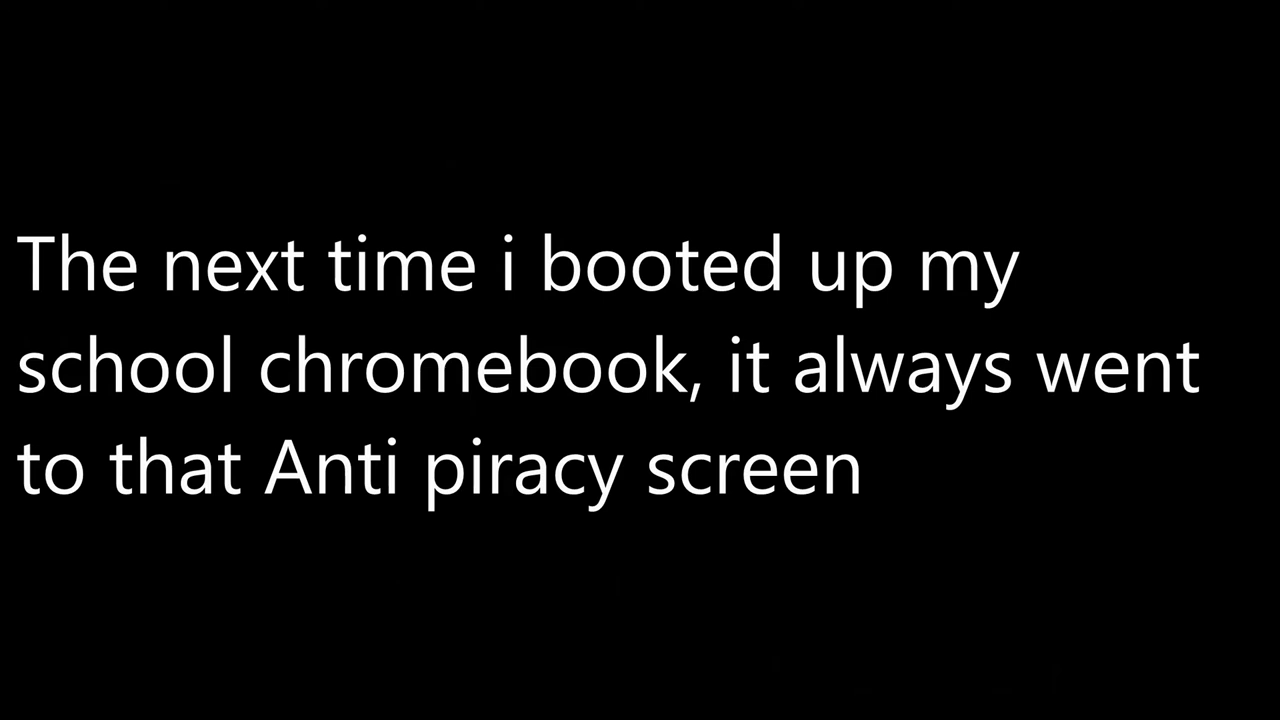 The next time i booted up my
school chromebook, it always went
to that Anti piracy screen